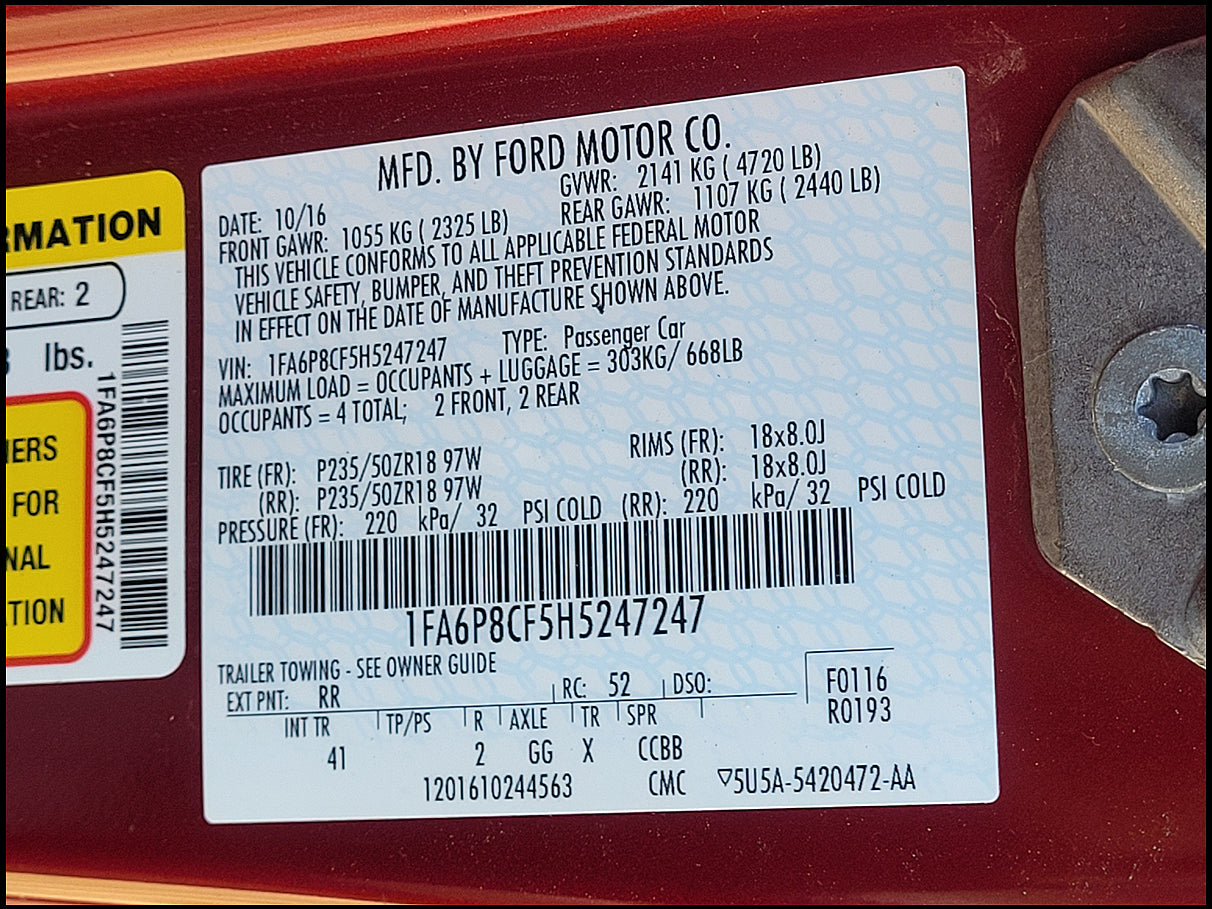 MFD. BY FORD MOTOR CO.
DATE: 10/16 GVWR: 2141 KG ( 4720 LB)
FRONT GAWR: 1055 KG ( 2325 LB) REAR GAWR: 1107 KG ( 2440 LB)
THIS VEHICLE CONFORMS TO ALL APPLICABLE FEDERAL MOTOR
VEHICLE SAFETY, BUMPER, AND THEFT PREVENTION STANDARDS
IN EFFECT ON THE DATE OF MANUFACTURE SHOWN ABOVE.
VIN: 1FA6P8CF5H5247247 TYPE: Passenger Car
MAXIMUM LOAD = OCCUPANTS + LUGGAGE = 303KG/ 668LB
OCCUPANTS = 4 TOTAL; 2 FRONT, 2 REAR
TIRE (FR): P235/50ZR18 97W RIMS (FR): 18x8.0J
(RR): P235/50ZR18 97W (RR): 18x8.0J
PRESSURE (FR): 220 kPa/ 32 PSI COLD (RR): 220 kPa/ 32 PSI COLD
1FA6P8CF5H5247247
TRAILER TOWING - SEE OWNER GUIDE
EXT PNT: RR RC: 52 DSO: F0116
INT TR TP/PS R AXLE TR SPR R0193
41 2 GG X CCBB
1201610244563 CMC ▽5U5A-5420472-AA
RMATION
REAR: 2
lbs.
1FA6P8CF5H5247247
NERS
FOR
NAL
TION